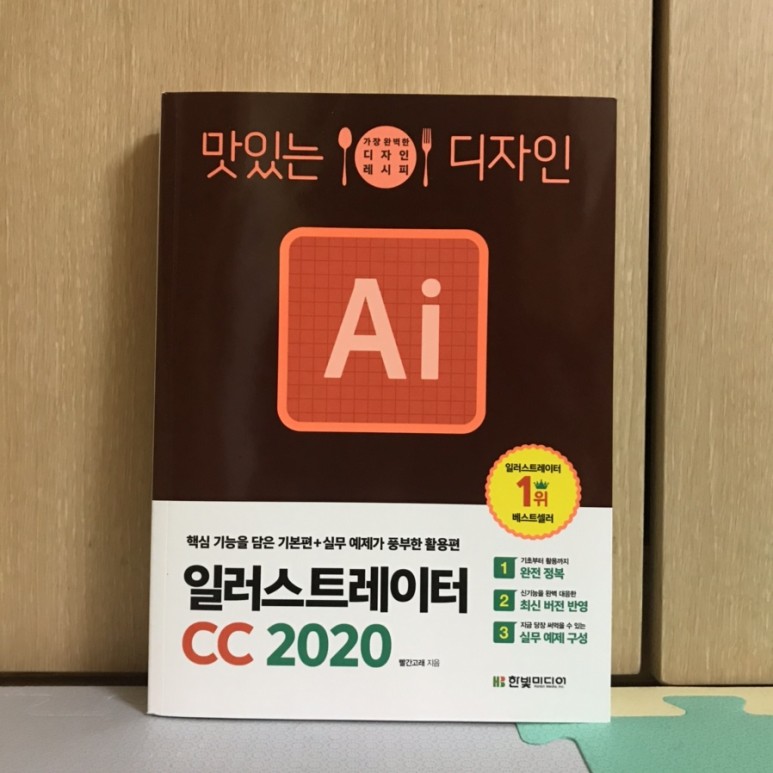 맛있는
가장 완벽한
디자인
레시피
디자인
Ai
일러스트레이터
1위
베스트셀러
핵심 기능을 담은 기본편+실무 예제가 풍부한 활용편
일러스트레이터
CC 2020
빨간고래 지음
1 기초부터 활용까지
완전 정복
2 신기능을 완벽 대응한
최신 버전 반영
3 지금 당장 써먹을 수 있는
실무 예제 구성
HB 한빛미디어
Hanbit Media, Inc.